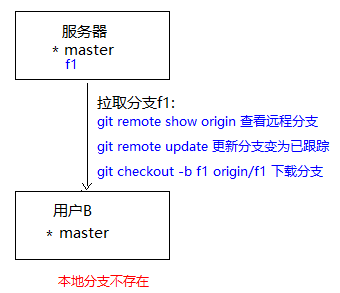 服务器
* master
f1
拉取分支f1:
git remote show origin 查看远程分支
git remote update 更新分支变为已跟踪
git checkout -b f1 origin/f1 下载分支
用户B
* master
本地分支不存在